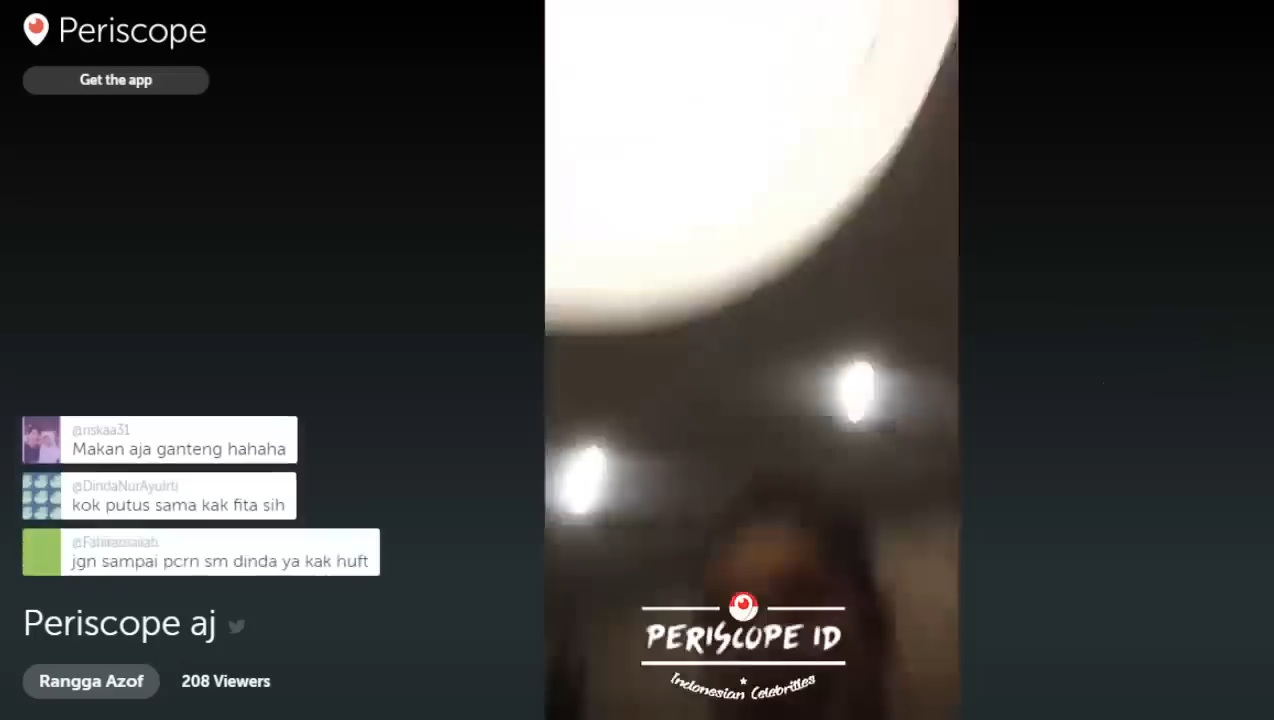 Periscope
Get the app
Makan aja ganteng hahaha
@DindaNurAyuIrti
kok putus sama kak fita sih
jgn sampai pcrn sm dinda ya kak huft
Periscope aj
Rangga Azof
208 Viewers
PERISCOPE ID
Indonesian Celebrities